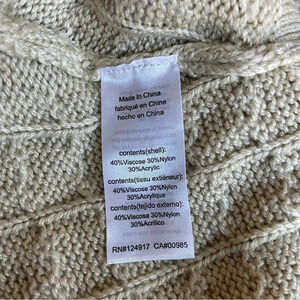 Made In China
fabriqué en Chine
hecho en China
contents(shell):
40%Viscose 30%Nylon
30%Acrylic
contents(tissu extérieur):
40%Viscose 30%Nylon
30%Acrylique
contents(tejido externo):
40%Viscosa 30%Nylon
30%Acrílico
RN#124917 CA#00985